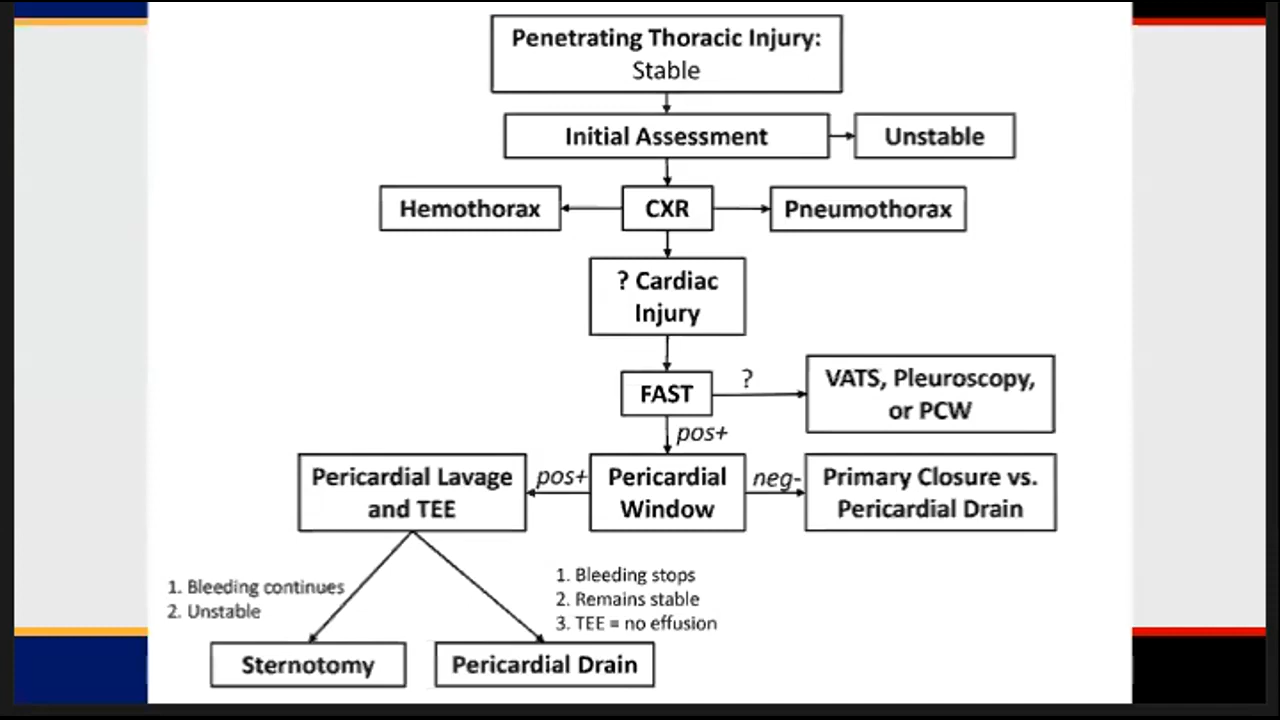 Penetrating Thoracic Injury:
Stable
Initial Assessment
Unstable
Hemothorax
CXR
Pneumothorax
? Cardiac
Injury
FAST
?
VATS, Pleuroscopy,
or PCW
pos+
Pericardial Lavage
and TEE
pos+
Pericardial
Window
neg-
Primary Closure vs.
Pericardial Drain
1. Bleeding continues
2. Unstable
1. Bleeding stops
2. Remains stable
3. TEE = no effusion
Sternotomy
Pericardial Drain